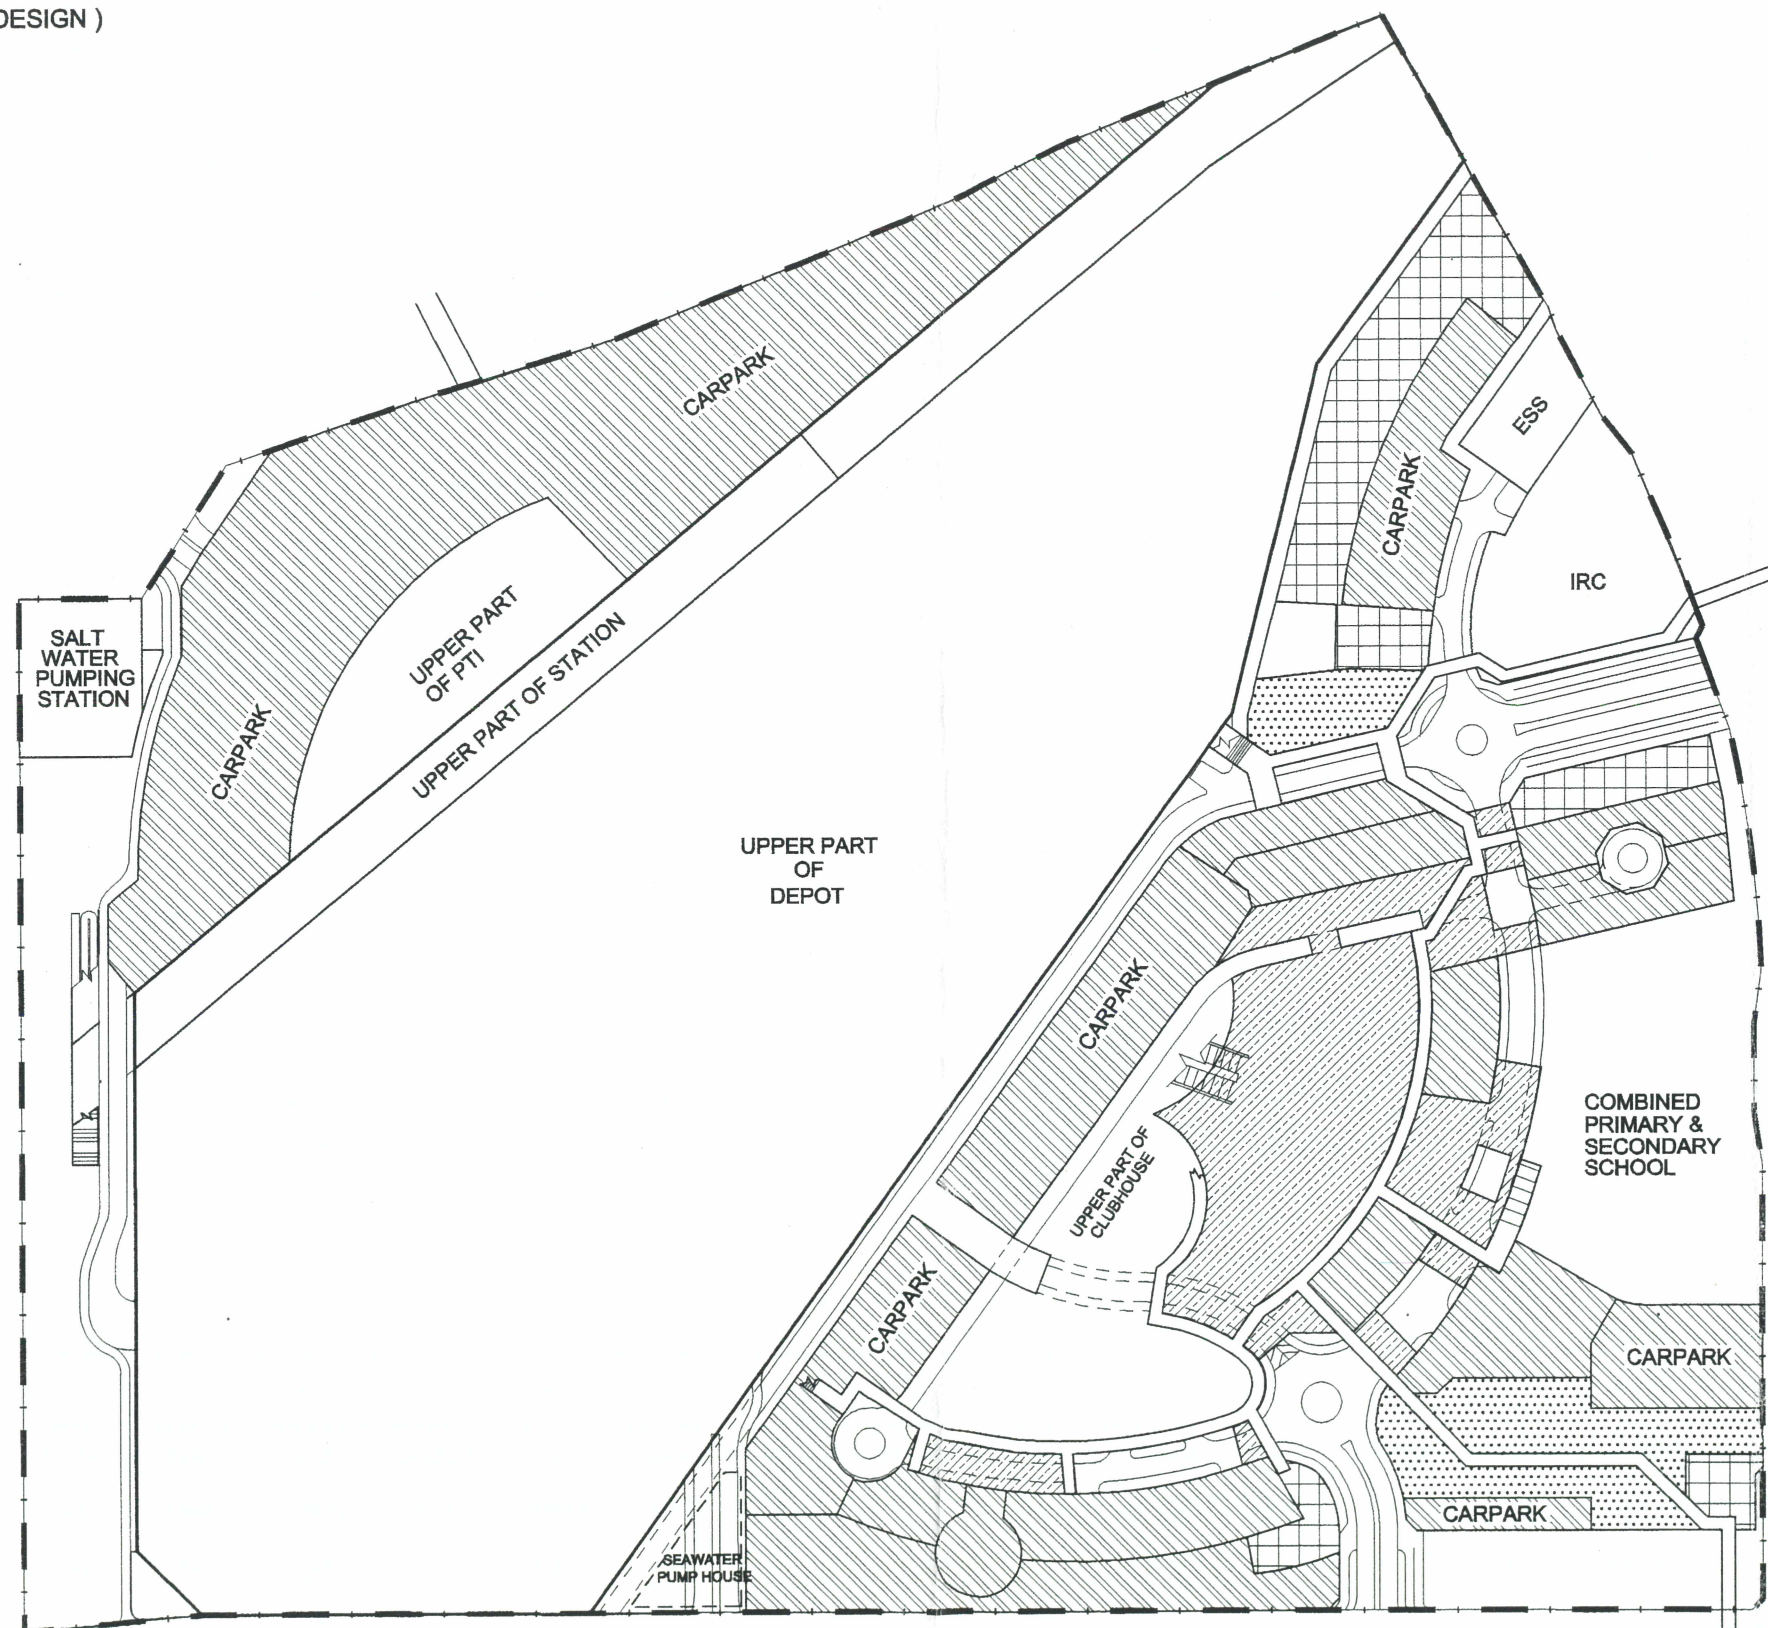 DESIGN )
CARPARK
ESS
CARPARK
IRC
UPPER PART
OF PTI
SALT
WATER
PUMPING
STATION
UPPER PART OF STATION
CARPARK
UPPER PART
OF
DEPOT
CARPARK
COMBINED
PRIMARY &
SECONDARY
SCHOOL
UPPER PART OF
CLUBHOUSE
CARPARK
CARPARK
CARPARK
SEAWATER
PUMP HOUSE